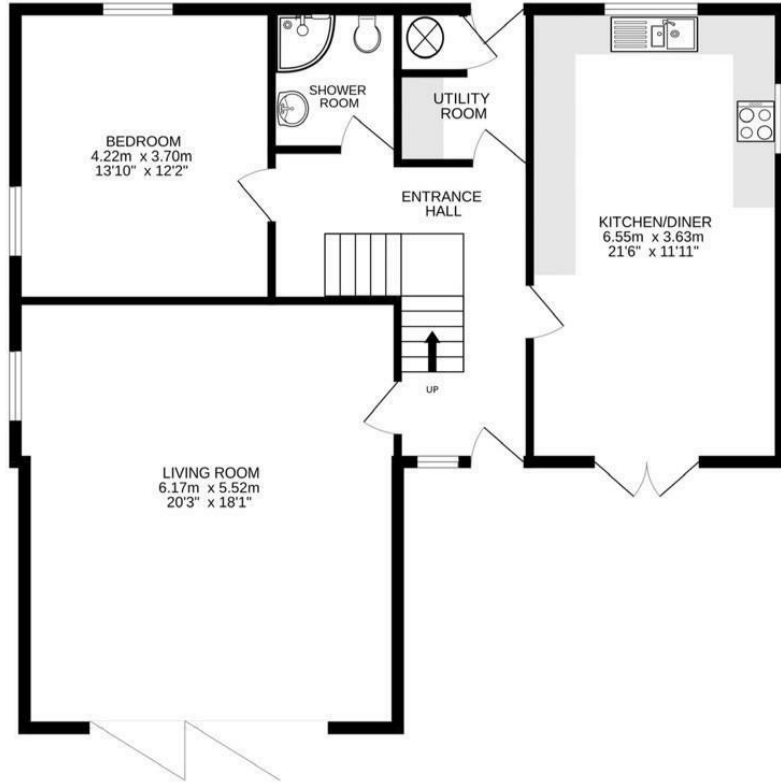 SHOWER
ROOM
UTILITY
ROOM
BEDROOM
4.22m x 3.70m
13'10" x 12'2"
ENTRANCE
HALL
KITCHEN/DINER
6.55m x 3.63m
21'6" x 11'11"
UP
LIVING ROOM
6.17m x 5.52m
20'3" x 18'1"